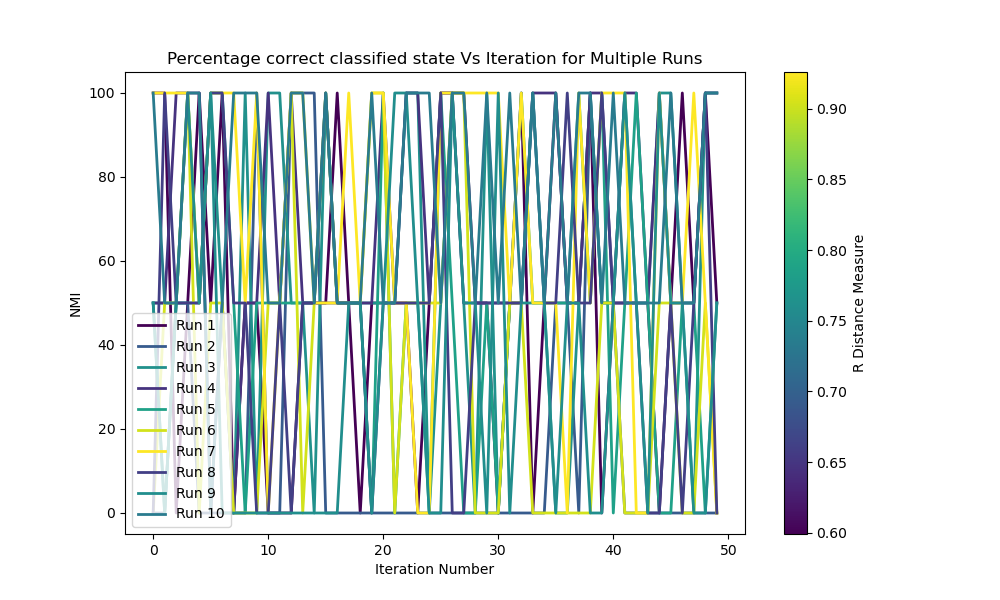 Percentage correct classified state Vs Iteration for Multiple Runs
NMI
100
80
60
40
20
0
Run 1
Run 2
Run 3
Run 4
Run 5
Run 6
Run 7
Run 8
Run 9
Run 10
0 10 20 30 40 50
Iteration Number
0.90
0.85
0.80
0.75
0.70
0.65
0.60
R Distance Measure